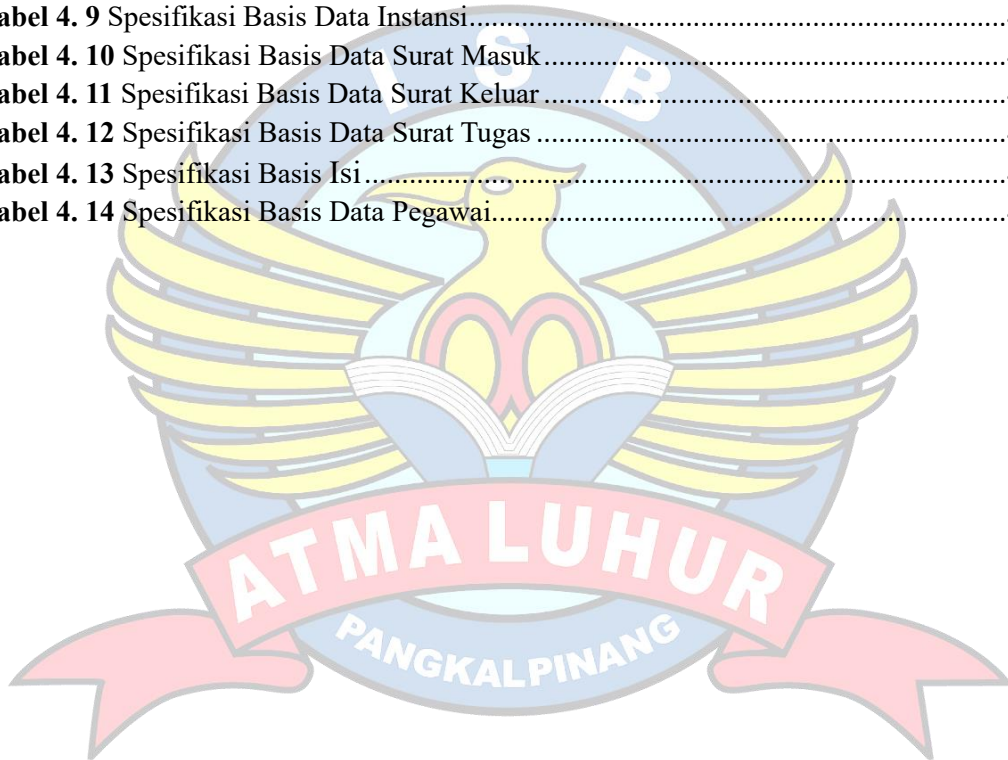 abel 4. 9 Spesifikasi Basis Data Instansi
abel 4. 10 Spesifikasi Basis Data Surat Masuk
abel 4. 11 Spesifikasi Basis Data Surat Keluar
abel 4. 12 Spesifikasi Basis Data Surat Tugas
abel 4. 13 Spesifikasi Basis Isi
abel 4. 14 Spesifikasi Basis Data Pegawai
I S B
ATMA LUHUR
PANGKALPINANG